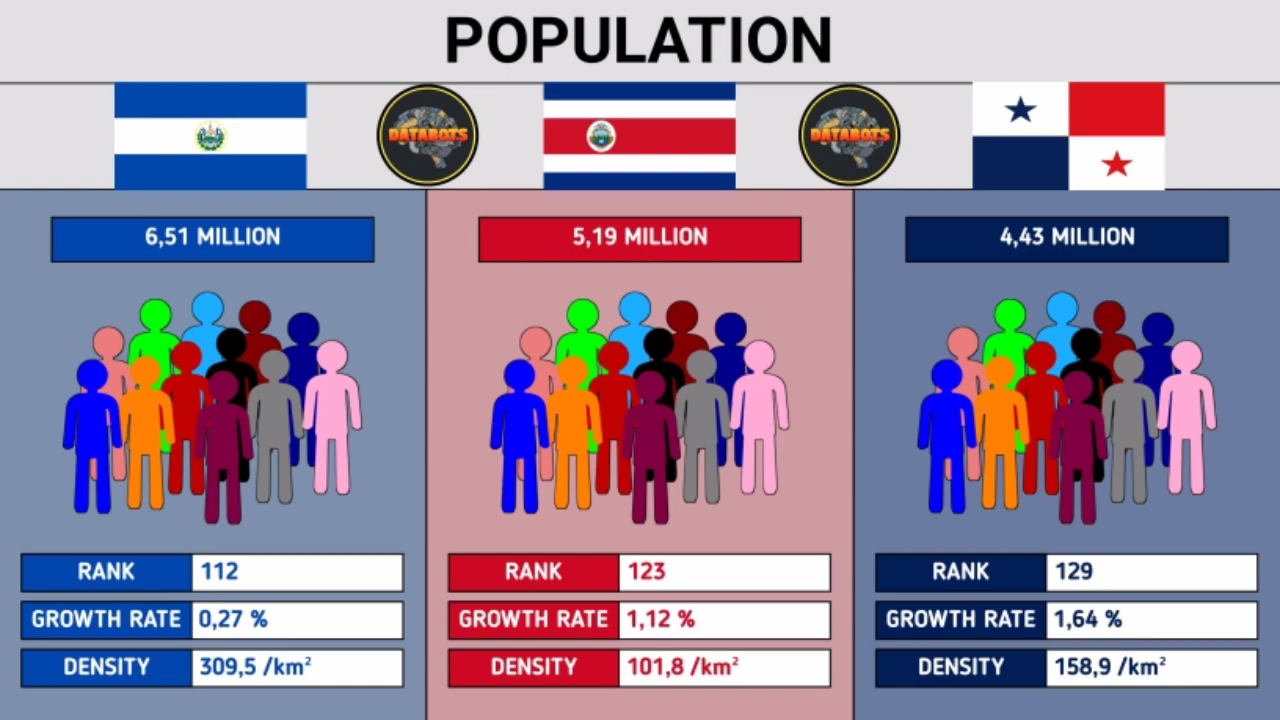 POPULATION
DATABOTS
DATABOTS
6,51 MILLION
5,19 MILLION
4,43 MILLION
RANK 112
GROWTH RATE 0,27 %
DENSITY 309,5 /km²
RANK 123
GROWTH RATE 1,12 %
DENSITY 101,8 /km²
RANK 129
GROWTH RATE 1,64 %
DENSITY 158,9 /km²